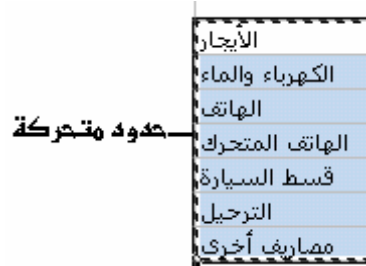 الأيجار
الكهرباء والماء
الهاتف
حدود متحركة
الهاتف المتحرك
قسط السيارة
الترحيل
مصاريف أخرى